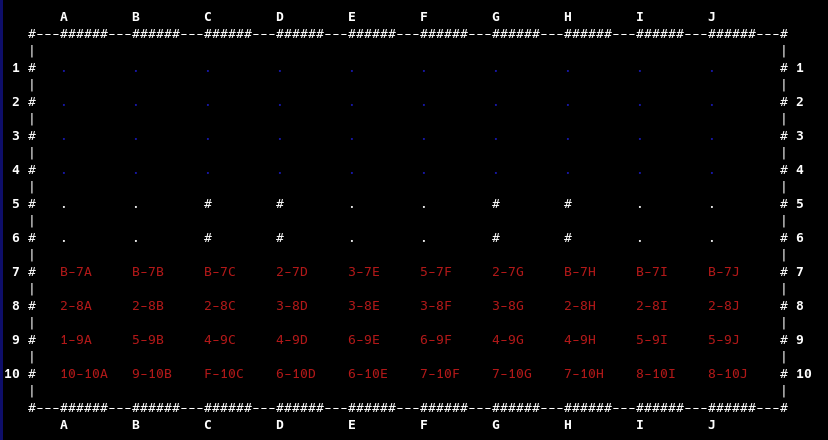 A        B        C        D        E        F        G        H        I        J
#---######---######---######---######---######---######---######---######---######---######---#
|                                                                                             |
1 #   .        .        .        .        .        .        .        .        .        .        # 1
|                                                                                             |
2 #   .        .        .        .        .        .        .        .        .        .        # 2
|                                                                                             |
3 #   .        .        .        .        .        .        .        .        .        .        # 3
|                                                                                             |
4 #   .        .        .        .        .        .        .        .        .        .        # 4
|                                                                                             |
5 #   .        .        #        #        .        .        #        #        .        .        # 5
|                                                                                             |
6 #   .        .        #        #        .        .        #        #        .        .        # 6
|                                                                                             |
7 #   B-7A     B-7B     B-7C     2-7D     3-7E     5-7F     2-7G     B-7H     B-7I     B-7J     # 7
|                                                                                             |
8 #   2-8A     2-8B     2-8C     3-8D     3-8E     3-8F     3-8G     2-8H     2-8I     2-8J     # 8
|                                                                                             |
9 #   1-9A     5-9B     4-9C     4-9D     6-9E     6-9F     4-9G     4-9H     5-9I     5-9J     # 9
|                                                                                             |
10 #   10-10A   9-10B    F-10C    6-10D    6-10E    7-10F    7-10G    7-10H    8-10I    8-10J    # 10
|                                                                                             |
#---######---######---######---######---######---######---######---######---######---######---#
    A        B        C        D        E        F        G        H        I        J